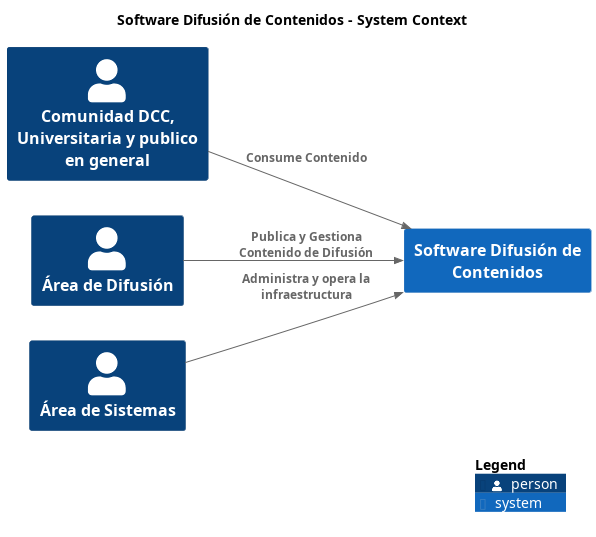 Software Difusión de Contenidos - System Context
Comunidad DCC,
Universitaria y publico
en general
Consume Contenido
Área de Difusión
Publica y Gestiona
Contenido de Difusión
Software Difusión de
Contenidos
Administra y opera la
infraestructura
Área de Sistemas
Legend
person
system